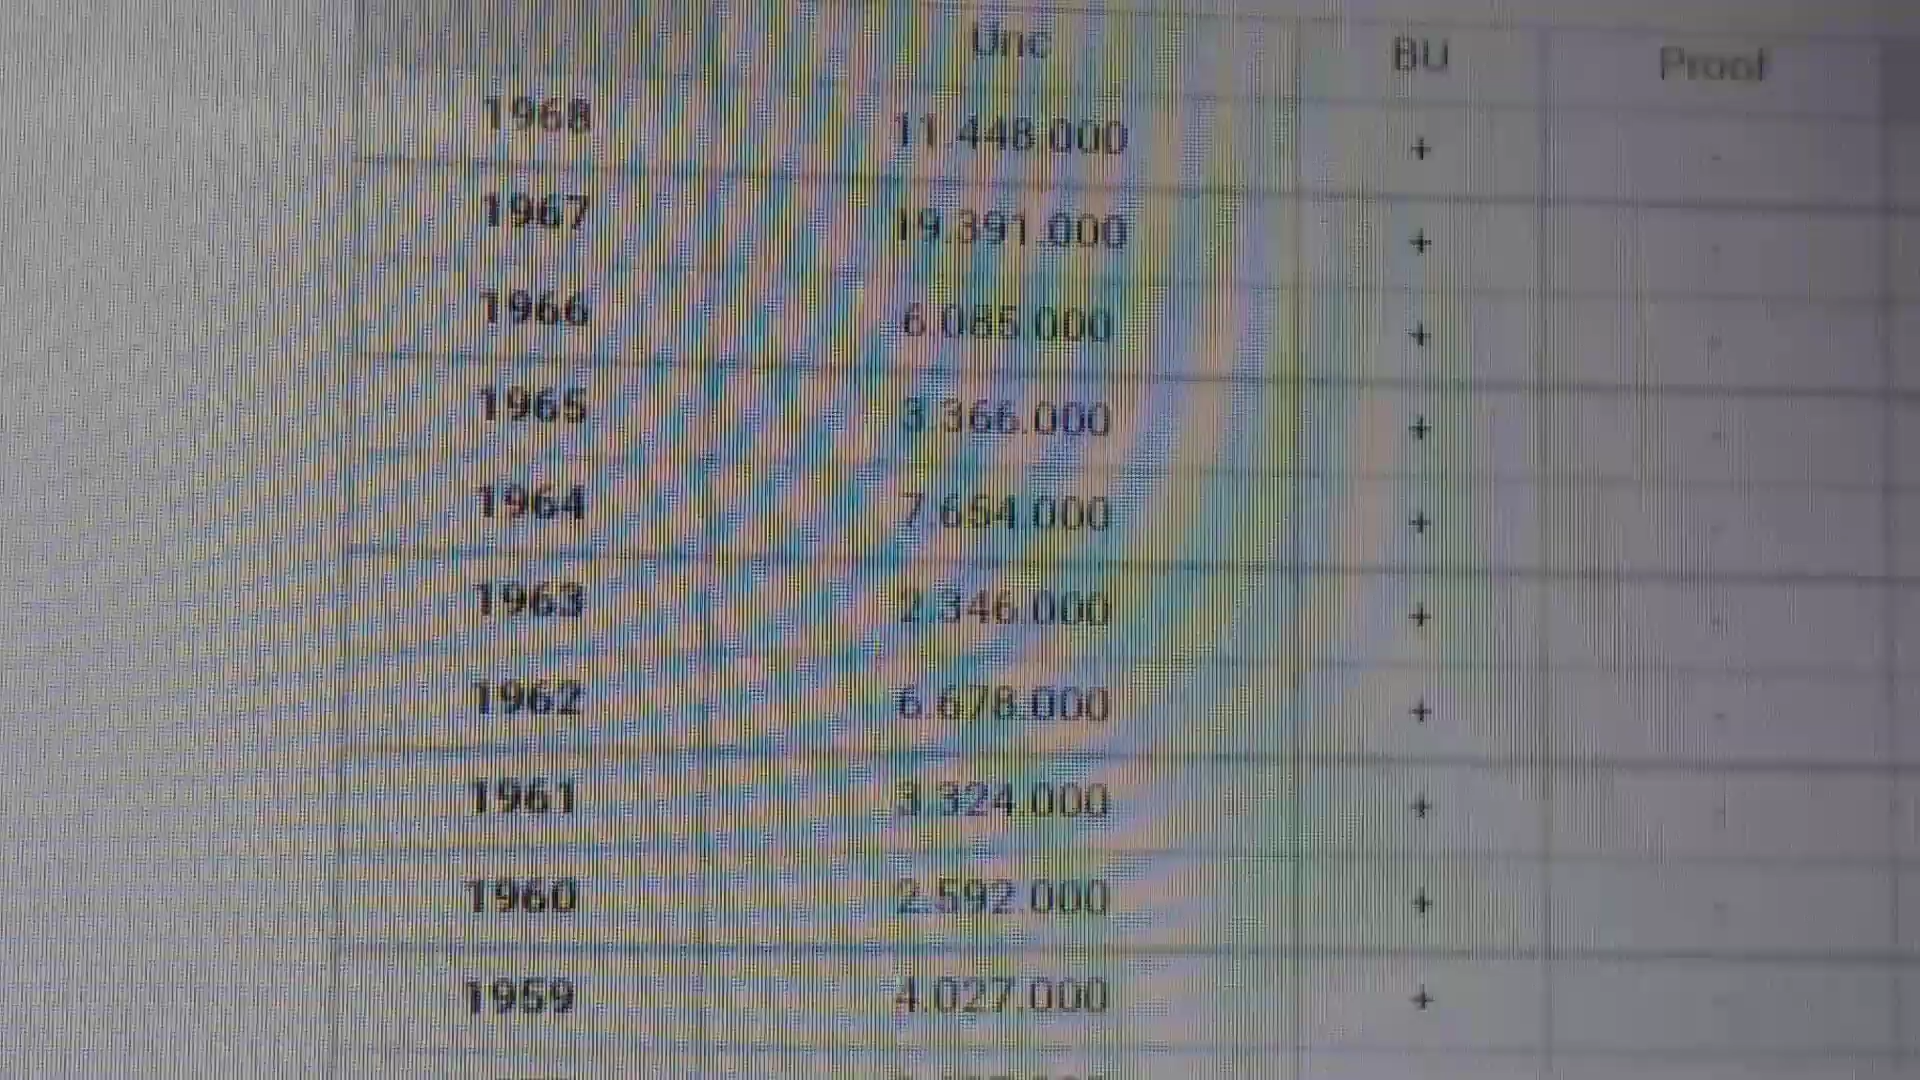 Unc BU Proof
1968 11.448.000 + -
1967 19.391.000 + -
1966 6.085.000 + -
1965 3.366.000 + -
1964 7.654.000 + -
1963 2.346.000 + -
1962 6.678.000 + -
1961 3.324.000 + -
1960 2.592.000 + -
1959 4.027.000 +